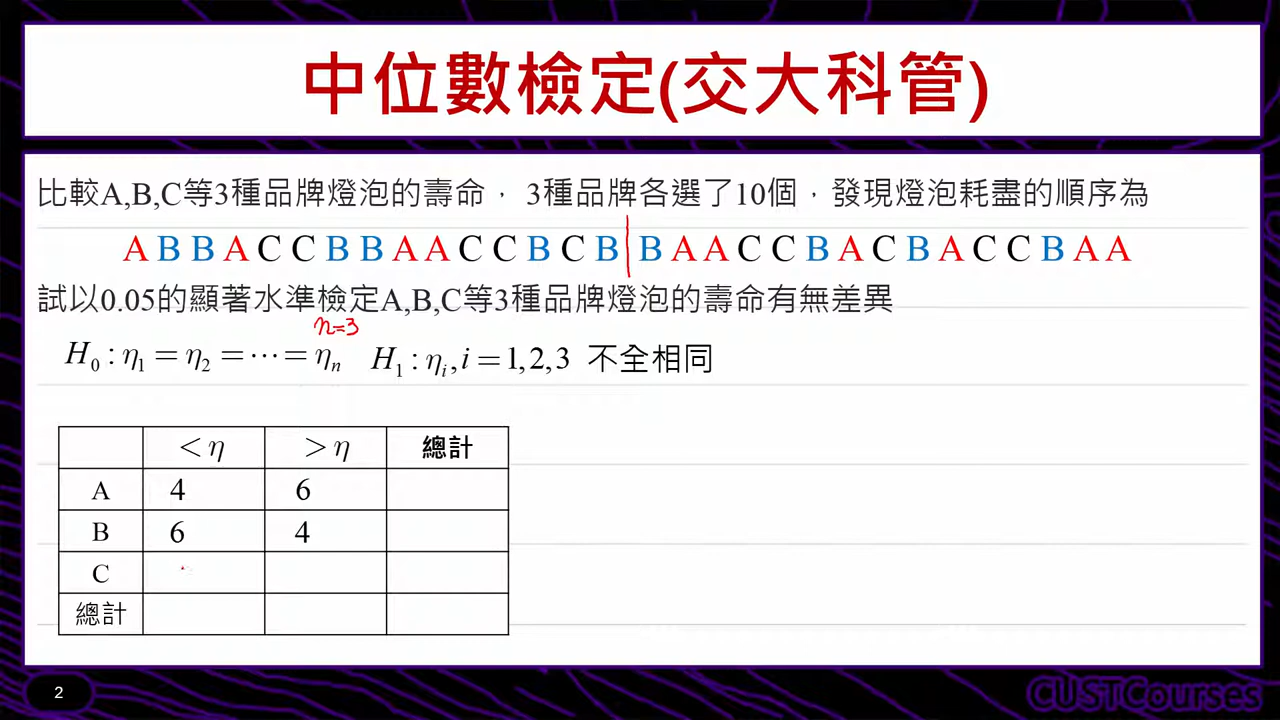 中位數檢定(交大科管)
比較A,B,C等3種品牌燈泡的壽命， 3種品牌各選了10個，發現燈泡耗盡的順序為
A B B A C C B B A A C C B C B B A A C C B A C B A C C B A A
試以0.05的顯著水準檢定A,B,C等3種品牌燈泡的壽命有無差異
n=3
H₀ : η₁ = η₂ = ⋯ = ηₙ H₁ : ηᵢ, i = 1,2,3 不全相同
< η > η 總計
A 4 6
B 6 4
C
總計
2
CUSTCourses